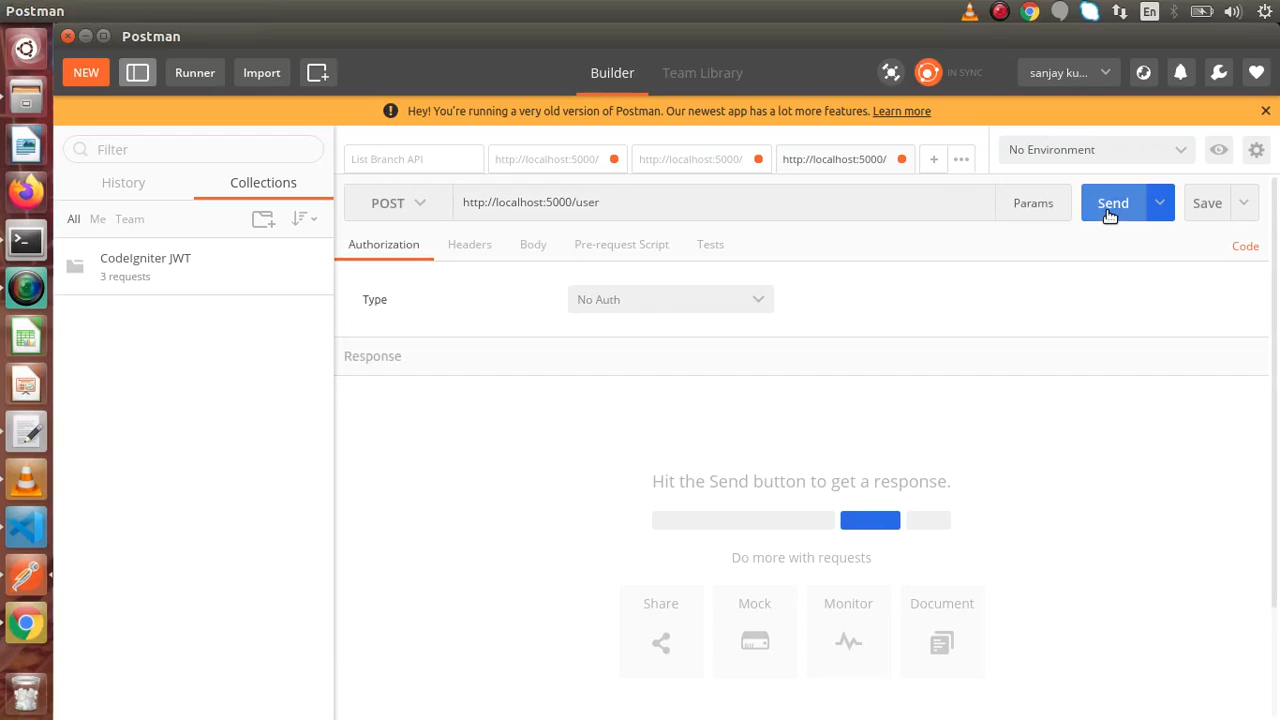 Postman
En
Postman
NEW
Runner
Import
Builder
Team Library
IN SYNC
sanjay ku...
Hey! You're running a very old version of Postman. Our newest app has a lot more features. Learn more
Filter
List Branch API
http://localhost:5000/
http://localhost:5000/
http://localhost:5000/
No Environment
History
Collections
POST
http://localhost:5000/user
Params
Send
Save
All
Me
Team
Authorization
Headers
Body
Pre-request Script
Tests
Code
CodeIgniter JWT
3 requests
Type
No Auth
Response
Hit the Send button to get a response.
Do more with requests
Share
Mock
Monitor
Document